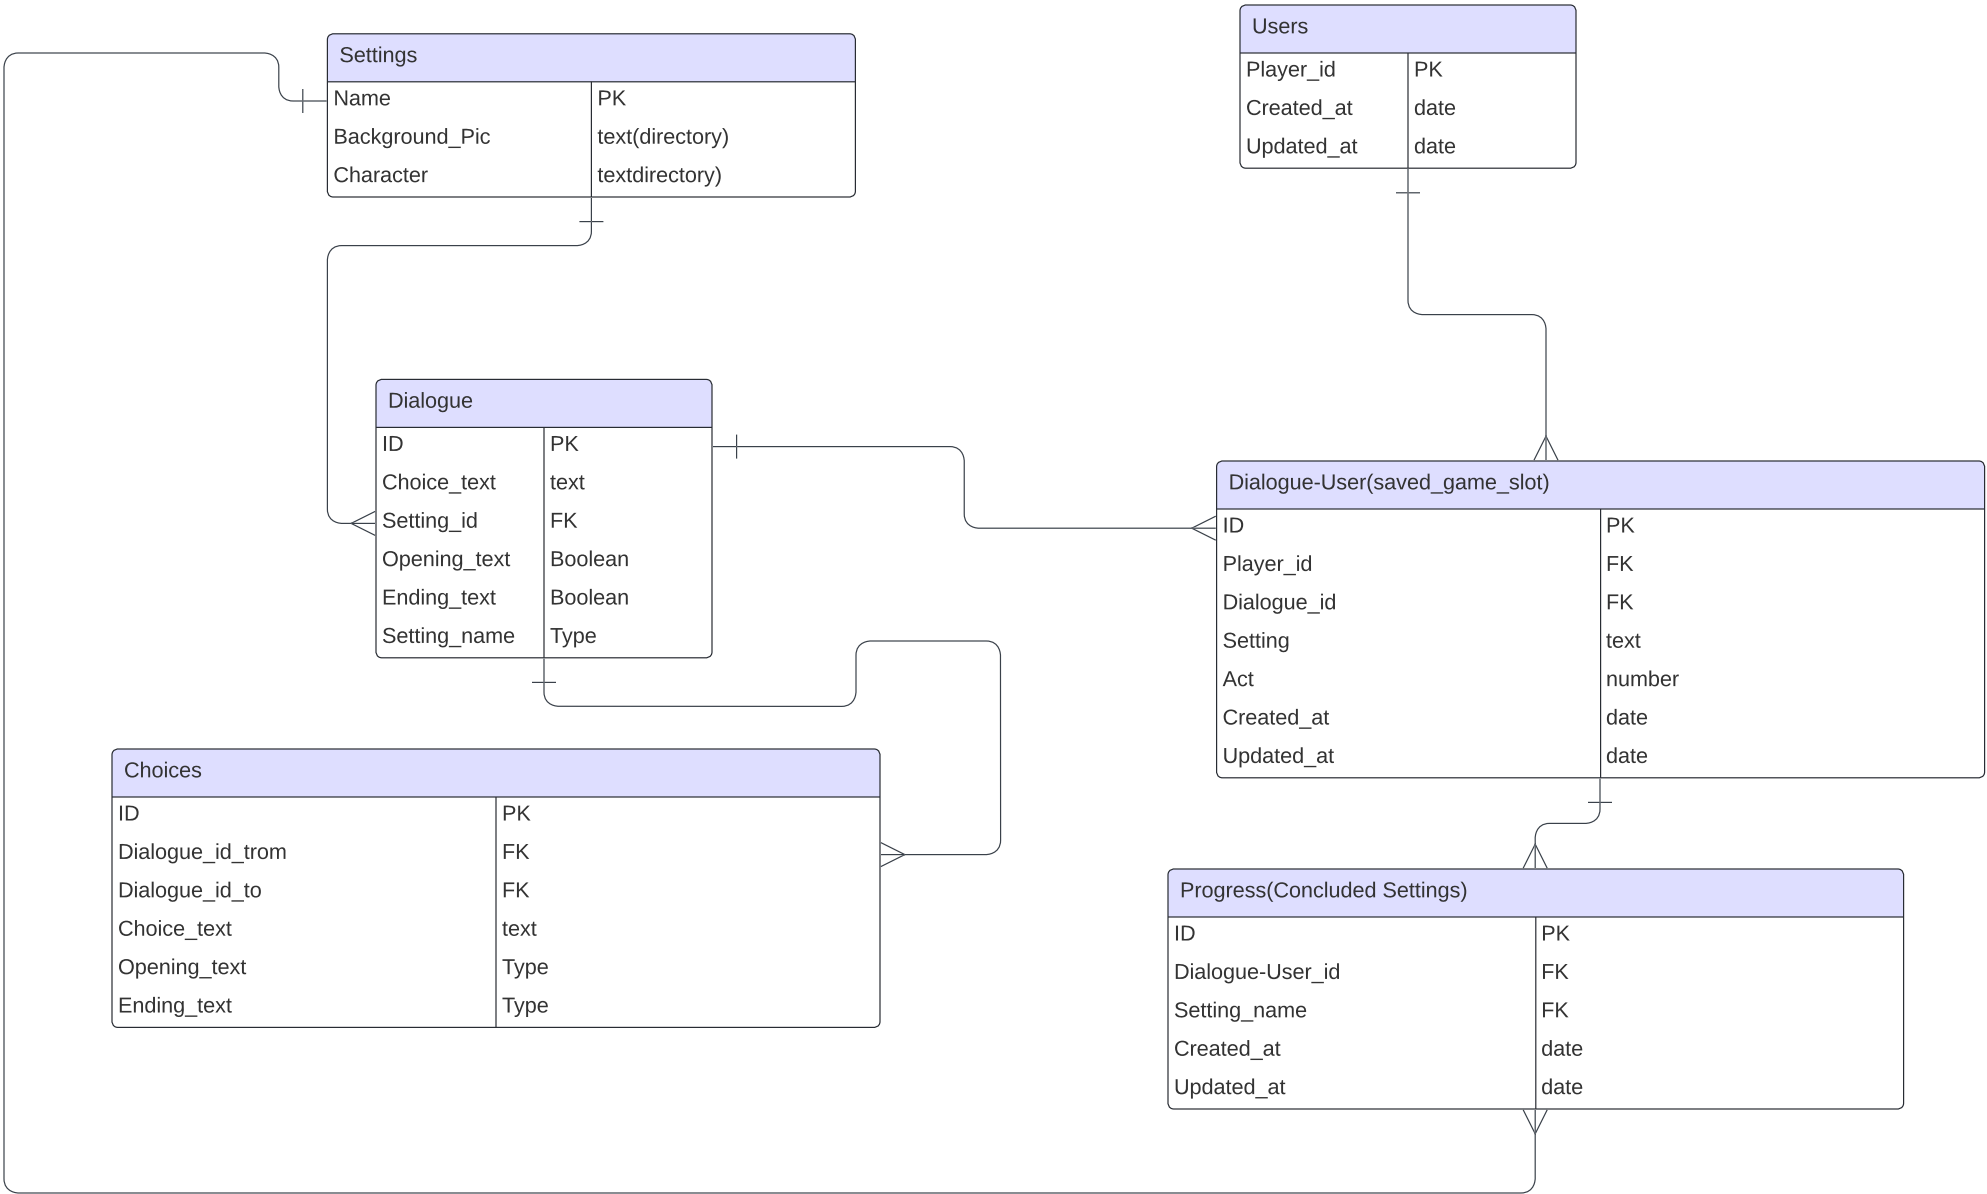 Settings
Name PK
Background_Pic text(directory)
Character textdirectory)
Users
Player_id PK
Created_at date
Updated_at date
Dialogue
ID PK
Choice_text text
Setting_id FK
Opening_text Boolean
Ending_text Boolean
Setting_name Type
Dialogue-User(saved_game_slot)
ID PK
Player_id FK
Dialogue_id FK
Setting text
Act number
Created_at date
Updated_at date
Choices
ID PK
Dialogue_id_trom FK
Dialogue_id_to FK
Choice_text text
Opening_text Type
Ending_text Type
Progress(Concluded Settings)
ID PK
Dialogue-User_id FK
Setting_name FK
Created_at date
Updated_at date